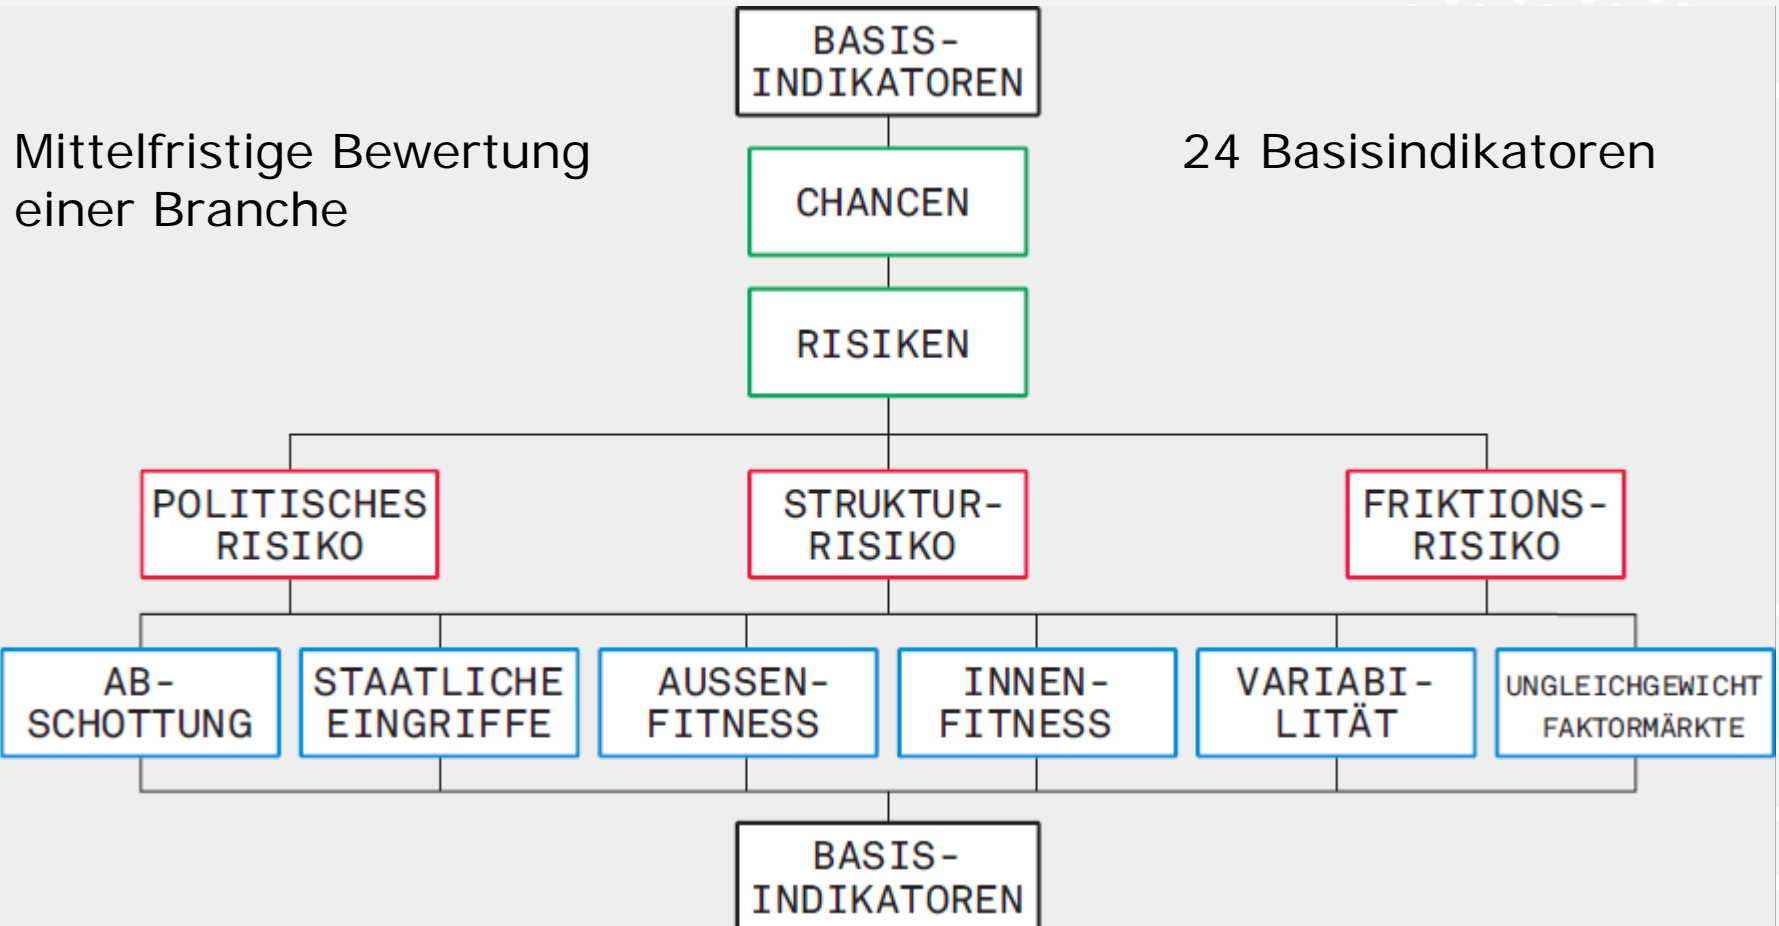 BASIS-
INDIKATOREN
Mittelfristige Bewertung
einer Branche
24 Basisindikatoren
CHANCEN
RISIKEN
POLITISCHES
RISIKO
STRUKTUR-
RISIKO
FRIKTIONS-
RISIKO
AB-
SCHOTTUNG
STAATLICHE
EINGRIFFE
AUSSEN-
FITNESS
INNEN-
FITNESS
VARIABI-
LITÄT
UNGLEICHGEWICHT
FAKTORMÄRKTE
BASIS-
INDIKATOREN